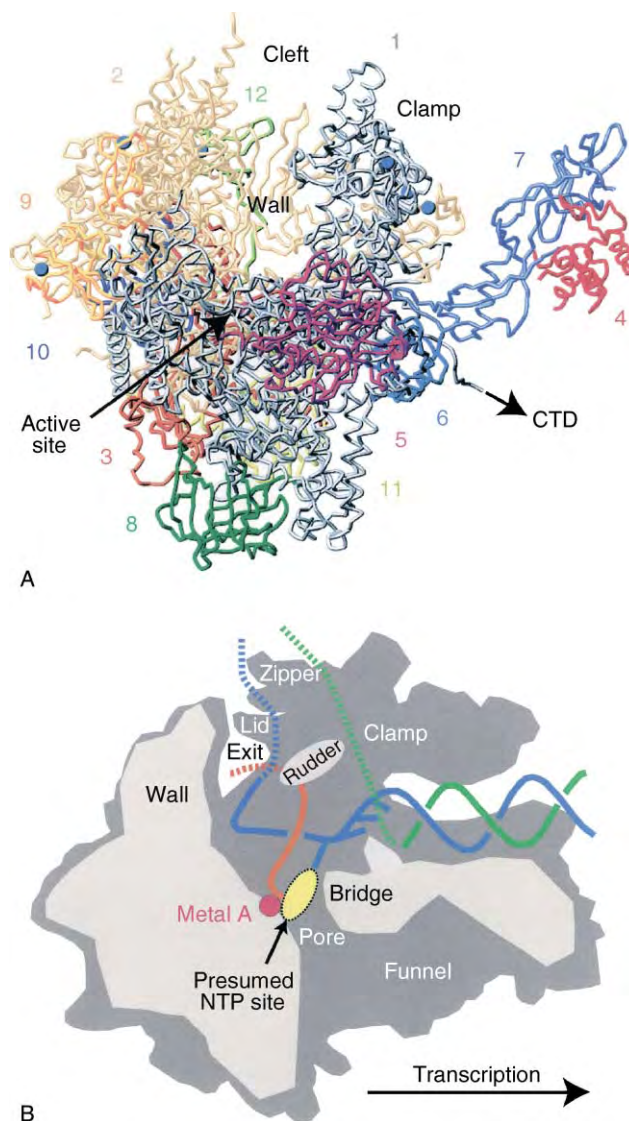 Cleft
1
2
12
Clamp
7
Wall
9
4
10
Active
site
6
CTD
3
5
11
8
A
Zipper
Lid
Clamp
Exit
Rudder
Wall
Bridge
Metal A
Pore
Presumed
NTP site
Funnel
Transcription
B